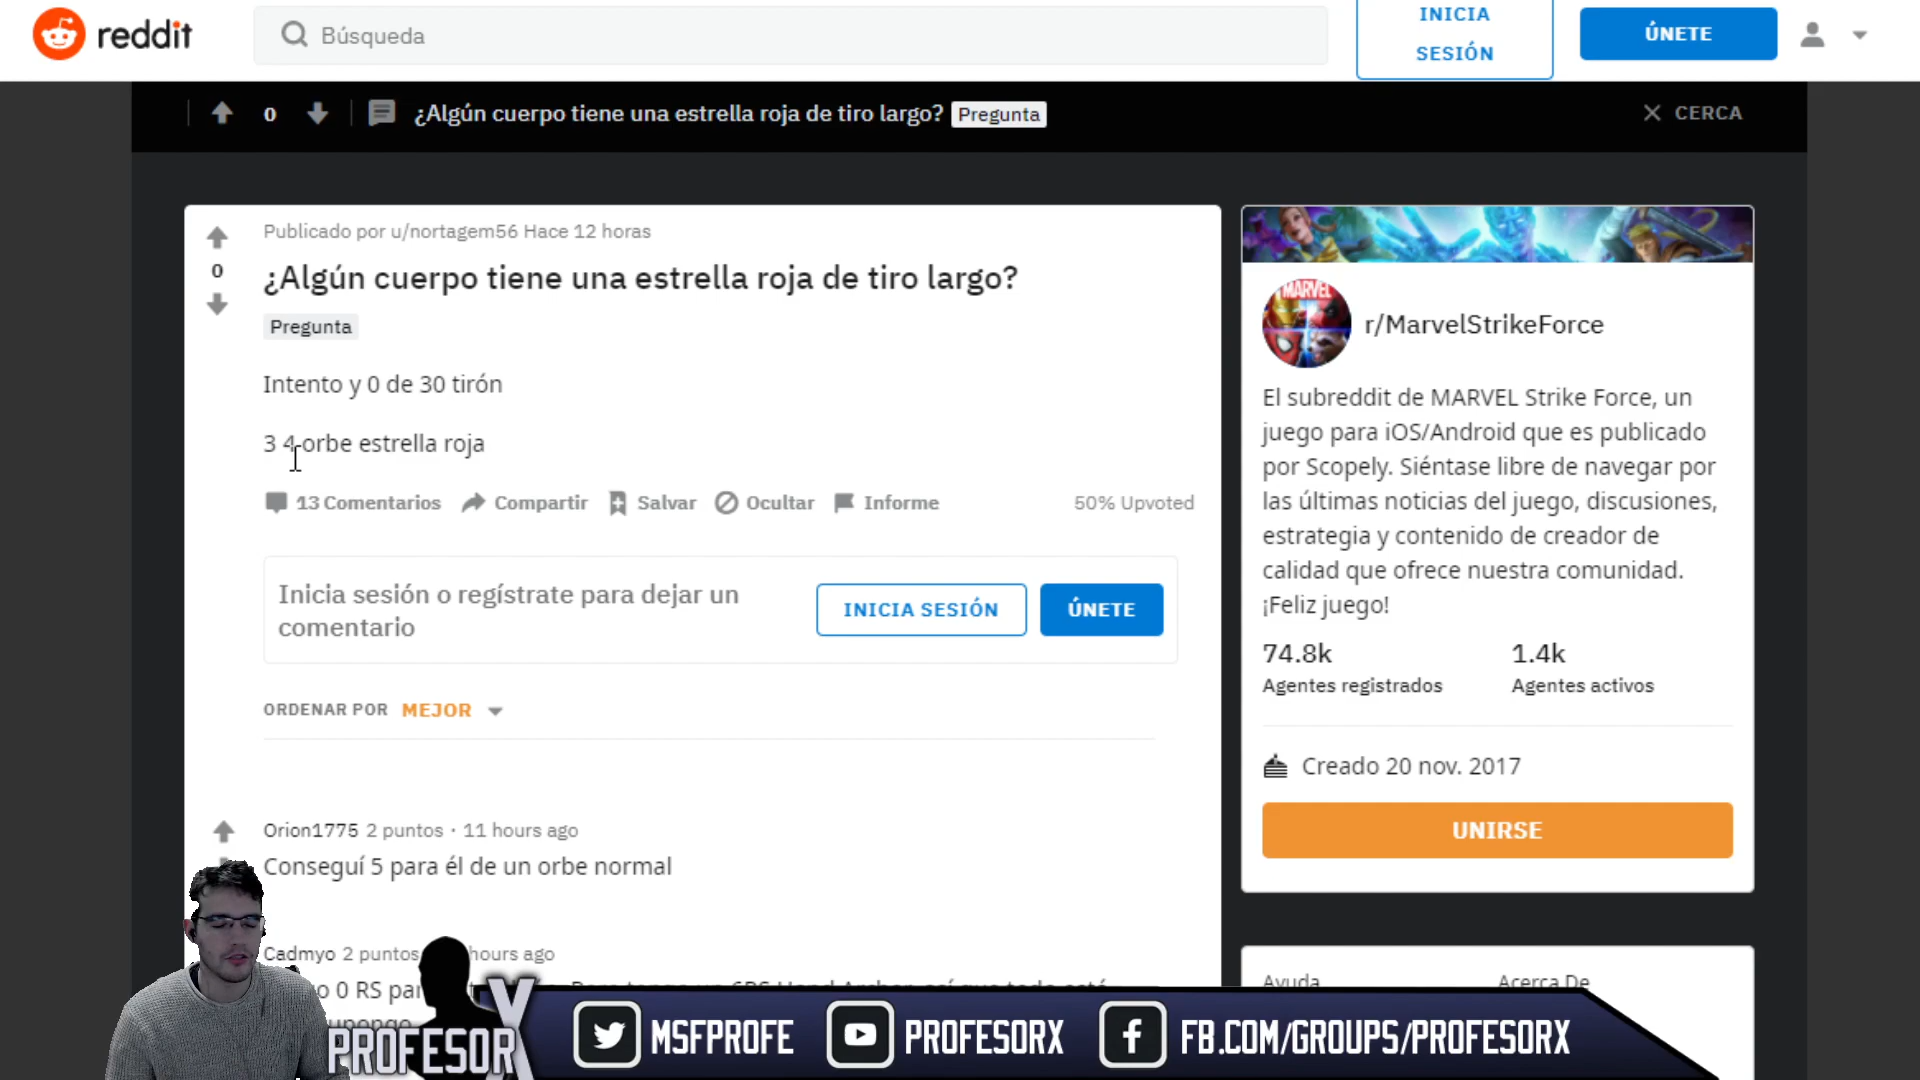 reddit
Búsqueda
INICIA
SESIÓN
ÚNETE
0
¿Algún cuerpo tiene una estrella roja de tiro largo?
Pregunta
CERCA
Publicado por u/nortagem56 Hace 12 horas
0
¿Algún cuerpo tiene una estrella roja de tiro largo?
Pregunta
Intento y 0 de 30 tirón
3 4 orbe estrella roja
13 Comentarios
Compartir
Salvar
Ocultar
Informe
50% Upvoted
Inicia sesión o regístrate para dejar un
comentario
INICIA SESIÓN
ÚNETE
ORDENAR POR MEJOR
Orion1775 2 puntos · 11 hours ago
Conseguí 5 para él de un orbe normal
Cadmyo 2 puntos hours ago
0 RS
MARVEL
r/MarvelStrikeForce
El subreddit de MARVEL Strike Force, un
juego para iOS/Android que es publicado
por Scopely. Siéntase libre de navegar por
las últimas noticias del juego, discusiones,
estrategia y contenido de creador de
calidad que ofrece nuestra comunidad.
¡Feliz juego!
74.8k
1.4k
Agentes registrados
Agentes activos
Creado 20 nov. 2017
UNIRSE
Ayuda
Acerca De
PROFESOR X
MSFPROFE
PROFESORX
FB.COM/GROUPS/PROFESORX